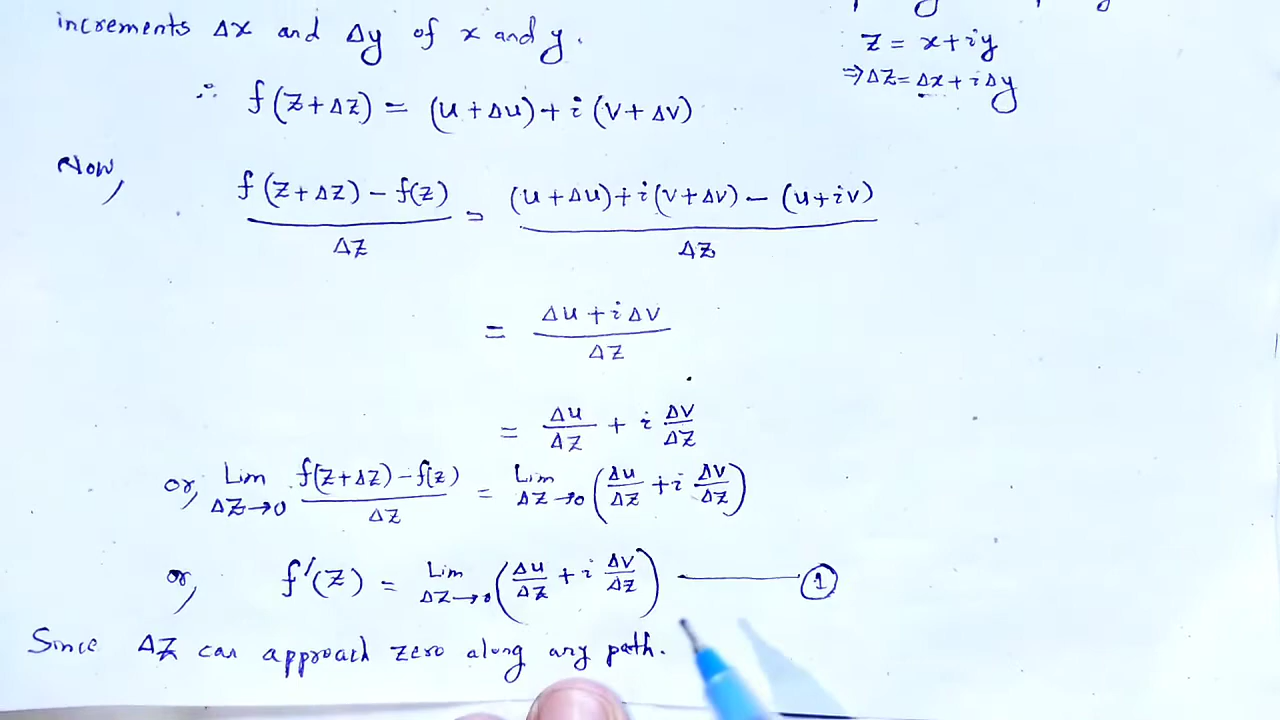 increments Δx and Δy of x and y.
z = x+iy
⇒Δz = Δx+iΔy
∴ f(z+Δz) = (u+Δu)+i(v+Δv)
Now,
(f(z+Δz)-f(z))/Δz = ((u+Δu)+i(v+Δv)-(u+iv))/Δz
= (Δu+iΔv)/Δz
= Δu/Δz + i Δv/Δz
or, Lim Δz→0 (f(z+Δz)-f(z))/Δz = Lim Δz→0 (Δu/Δz + i Δv/Δz)
or, f'(z) = Lim Δz→0 (Δu/Δz + i Δv/Δz) — ①
Since Δz can approach zero along any path.